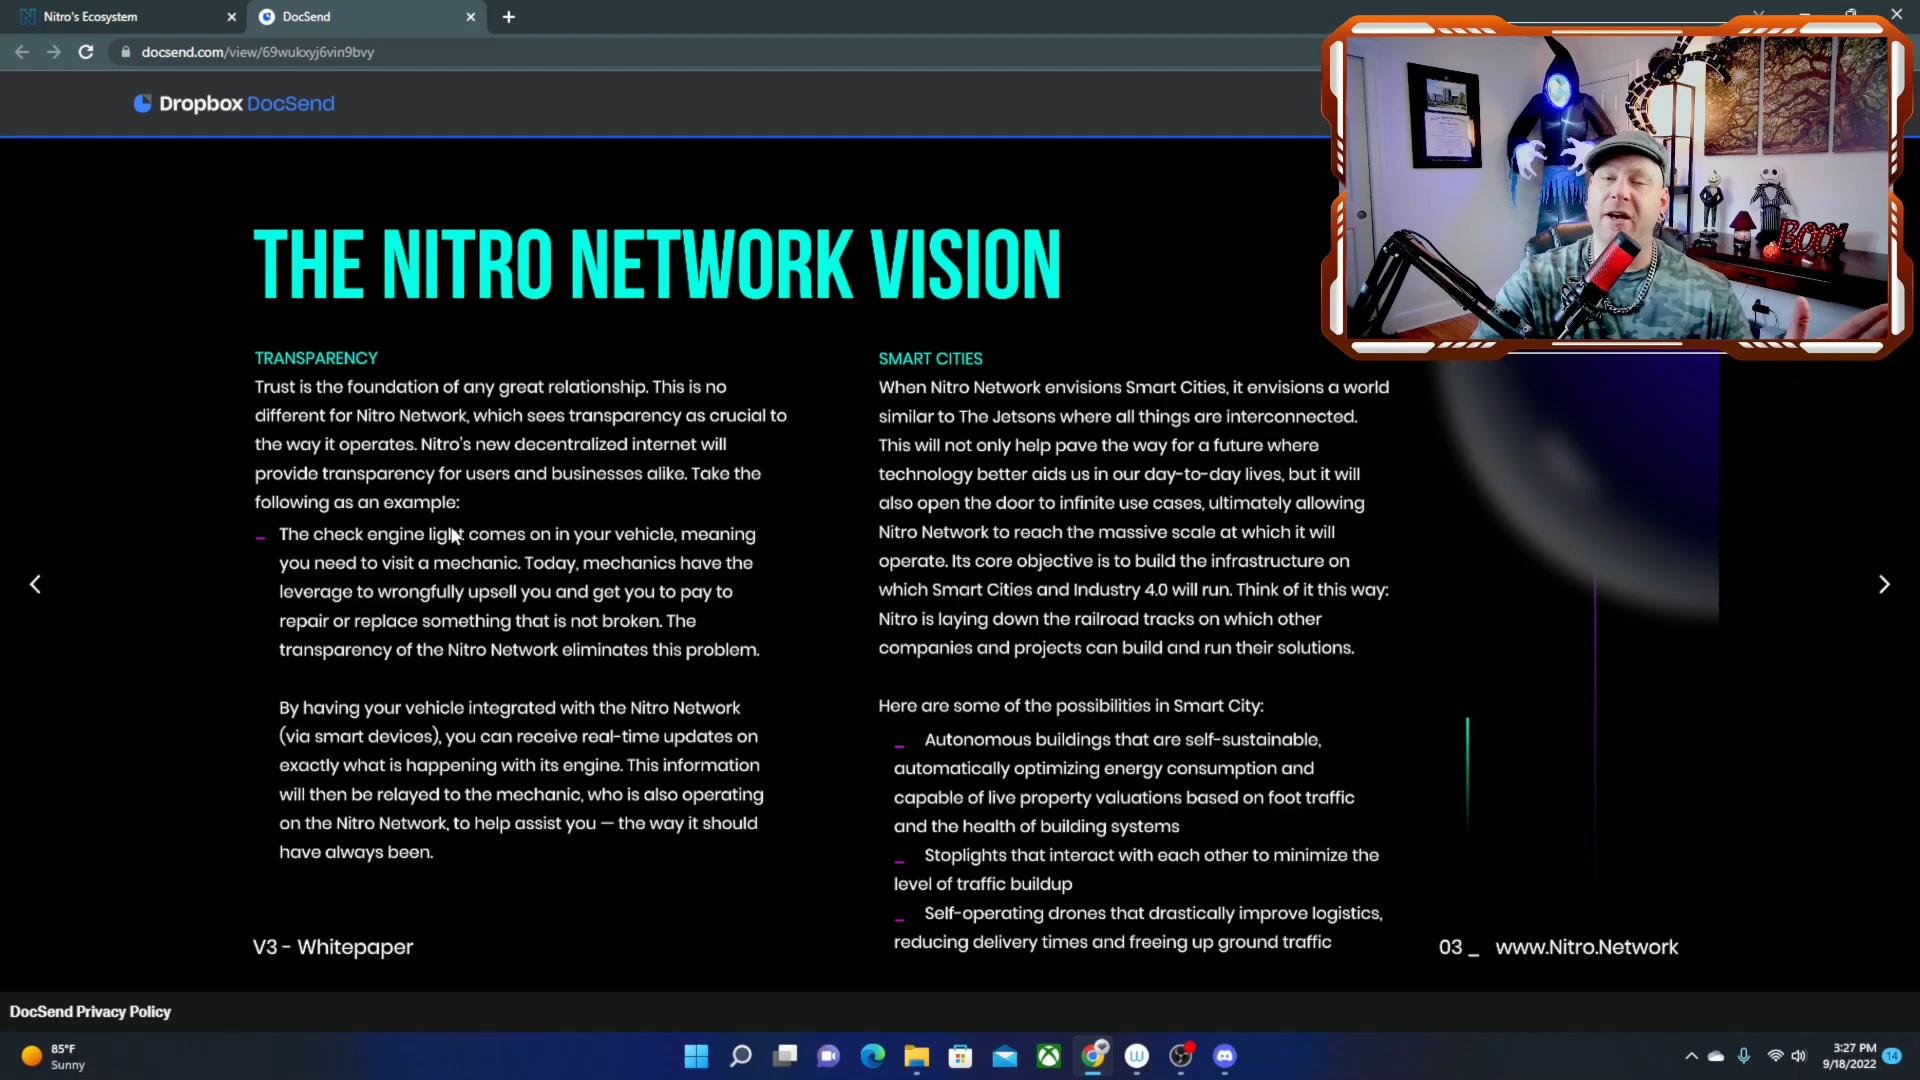 Nitro's Ecosystem
DocSend
docsend.com/view/69wukxyj6vin9bvy
Dropbox DocSend
BOO!
THE NITRO NETWORK VISION
TRANSPARENCY
Trust is the foundation of any great relationship. This is no
different for Nitro Network, which sees transparency as crucial to
the way it operates. Nitro's new decentralized internet will
provide transparency for users and businesses alike. Take the
following as an example:
_ The check engine light comes on in your vehicle, meaning
you need to visit a mechanic. Today, mechanics have the
leverage to wrongfully upsell you and get you to pay to
repair or replace something that is not broken. The
transparency of the Nitro Network eliminates this problem.
By having your vehicle integrated with the Nitro Network
(via smart devices), you can receive real-time updates on
exactly what is happening with its engine. This information
will then be relayed to the mechanic, who is also operating
on the Nitro Network, to help assist you — the way it should
have always been.
SMART CITIES
When Nitro Network envisions Smart Cities, it envisions a world
similar to The Jetsons where all things are interconnected.
This will not only help pave the way for a future where
technology better aids us in our day-to-day lives, but it will
also open the door to infinite use cases, ultimately allowing
Nitro Network to reach the massive scale at which it will
operate. Its core objective is to build the infrastructure on
which Smart Cities and Industry 4.0 will run. Think of it this way:
Nitro is laying down the railroad tracks on which other
companies and projects can build and run their solutions.
Here are some of the possibilities in Smart City:
_ Autonomous buildings that are self-sustainable,
automatically optimizing energy consumption and
capable of live property valuations based on foot traffic
and the health of building systems
_ Stoplights that interact with each other to minimize the
level of traffic buildup
_ Self-operating drones that drastically improve logistics,
reducing delivery times and freeing up ground traffic
V3 - Whitepaper
03 _ www.Nitro.Network
DocSend Privacy Policy
85°F
Sunny
3:27 PM
9/18/2022
14